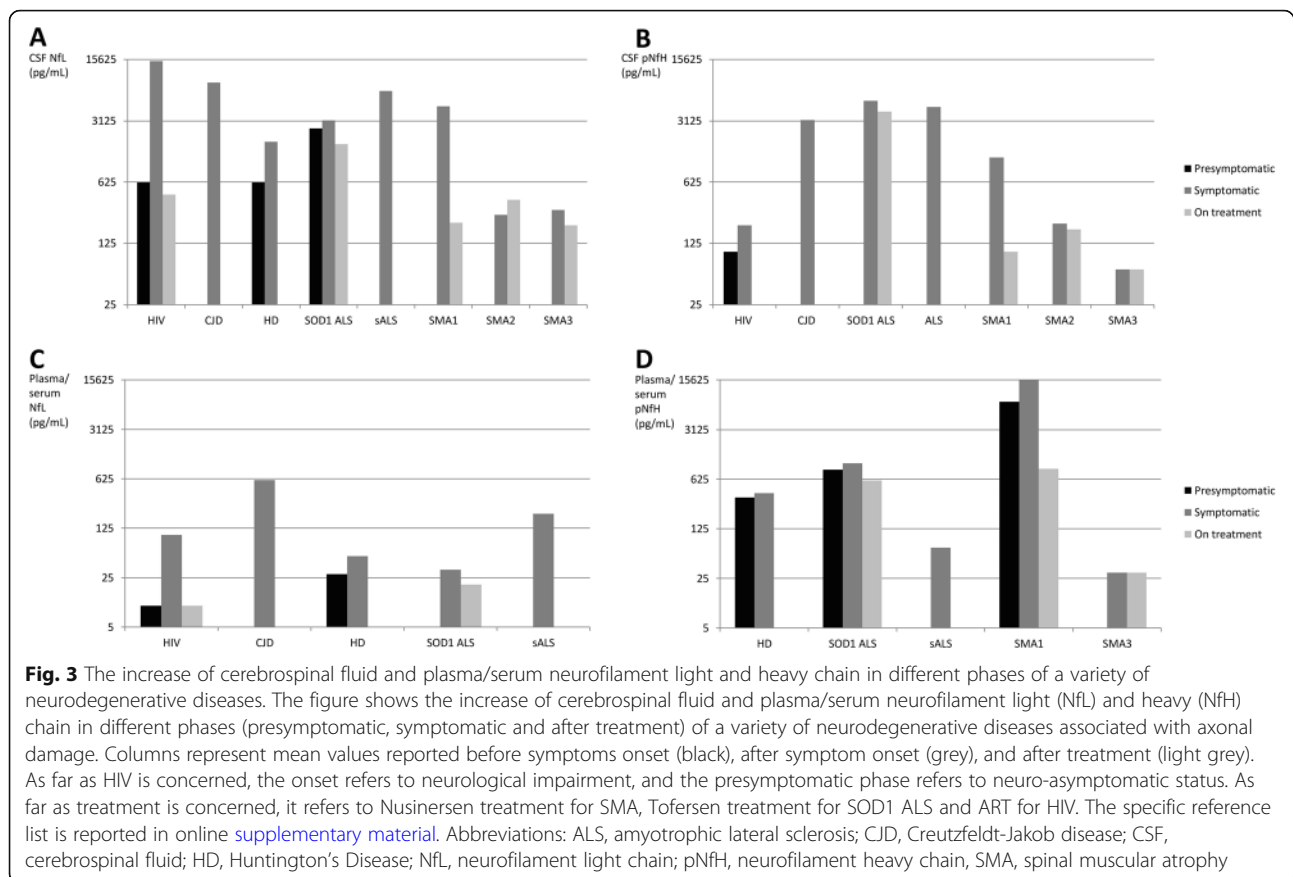 A
CSF NfL
(pg/mL)
15625
3125
625
125
25
HIV CJD HD SOD1 ALS sALS SMA1 SMA2 SMA3
B
CSF pNfH
(pg/mL)
15625
3125
625
125
25
HIV CJD SOD1 ALS ALS SMA1 SMA2 SMA3
Presymptomatic
Symptomatic
On treatment
C
Plasma/
serum
NfL
(pg/mL)
15625
3125
625
125
25
5
HIV CJD HD SOD1 ALS sALS
D
Plasma/
serum
pNfH
(pg/mL)
15625
3125
625
125
25
5
HD SOD1 ALS sALS SMA1 SMA3
Presymptomatic
Symptomatic
On treatment
Fig. 3 The increase of cerebrospinal fluid and plasma/serum neurofilament light and heavy chain in different phases of a variety of
neurodegenerative diseases. The figure shows the increase of cerebrospinal fluid and plasma/serum neurofilament light (NfL) and heavy (NfH)
chain in different phases (presymptomatic, symptomatic and after treatment) of a variety of neurodegenerative diseases associated with axonal
damage. Columns represent mean values reported before symptoms onset (black), after symptom onset (grey), and after treatment (light grey).
As far as HIV is concerned, the onset refers to neurological impairment, and the presymptomatic phase refers to neuro-asymptomatic status. As
far as treatment is concerned, it refers to Nusinersen treatment for SMA, Tofersen treatment for SOD1 ALS and ART for HIV. The specific reference
list is reported in online supplementary material. Abbreviations: ALS, amyotrophic lateral sclerosis; CJD, Creutzfeldt-Jakob disease; CSF,
cerebrospinal fluid; HD, Huntington's Disease; NfL, neurofilament light chain; pNfH, neurofilament heavy chain, SMA, spinal muscular atrophy